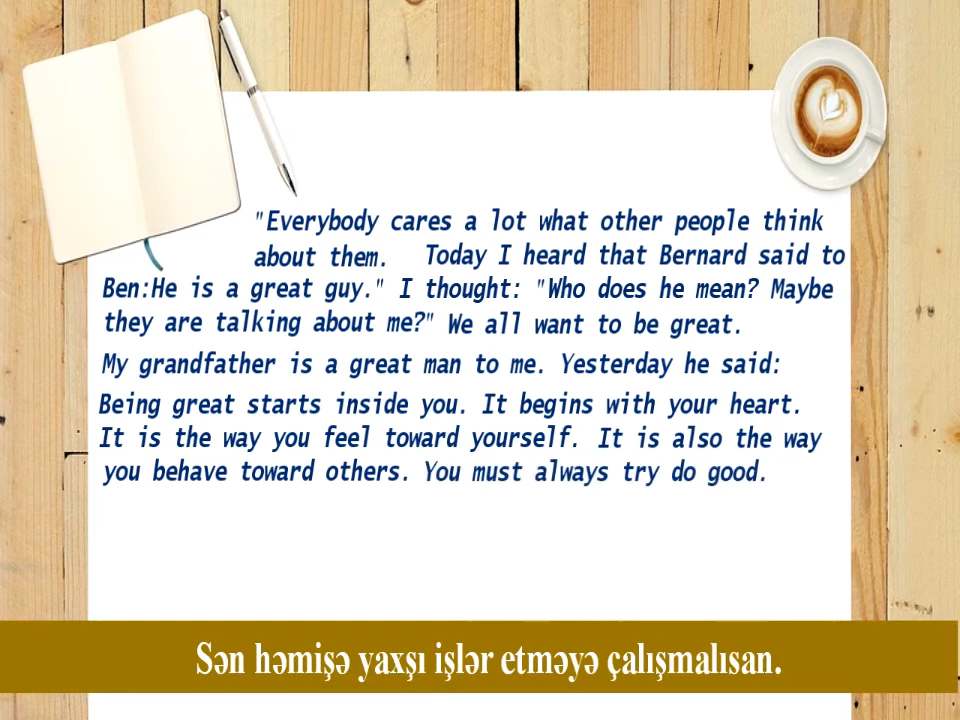 "Everybody cares a lot what other people think
about them. Today I heard that Bernard said to
Ben:He is a great guy." I thought: "Who does he mean? Maybe
they are talking about me?" We all want to be great.
My grandfather is a great man to me. Yesterday he said:
Being great starts inside you. It begins with your heart.
It is the way you feel toward yourself. It is also the way
you behave toward others. You must always try do good.
Sən həmişə yaxşı işlər etməyə çalışmalısan.